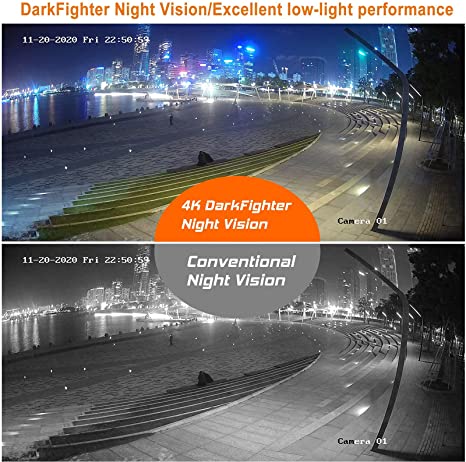 DarkFighter Night Vision/Excellent low-light performance
11-20-2020 Fri 22:50:59
4K DarkFighter
Night Vision
Camera 01
11-20-2020 Fri 22:50:59
Conventional
Night Vision
Camera 01